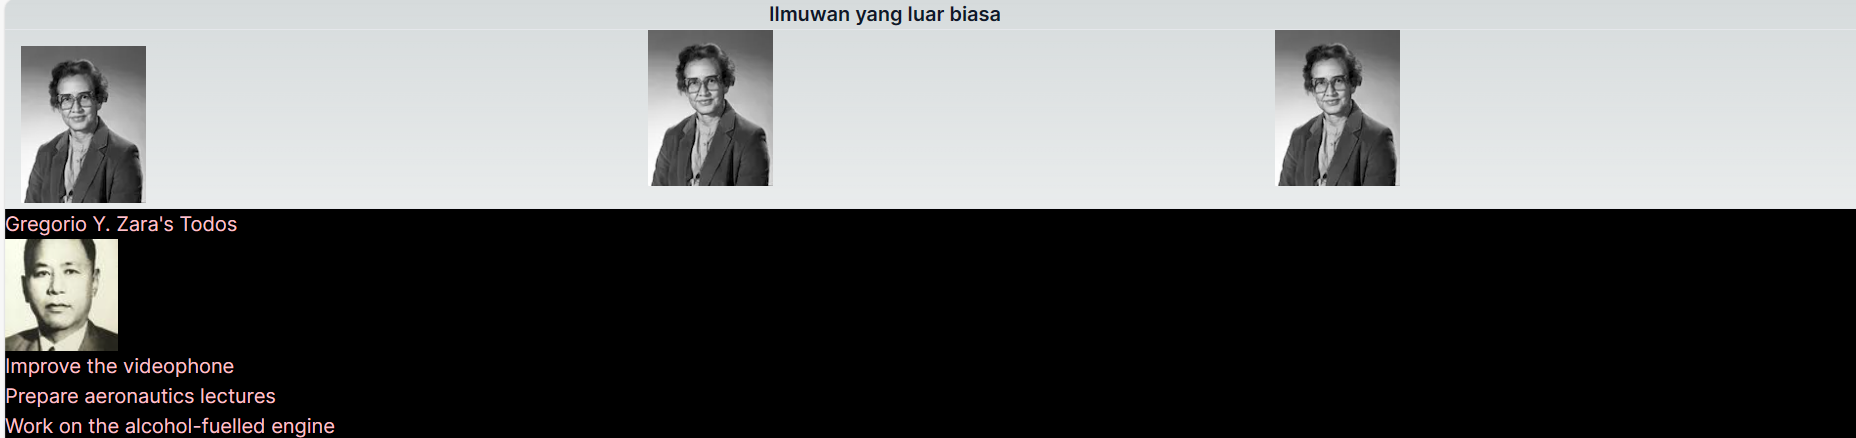 Ilmuwan yang luar biasa
Gregorio Y. Zara's Todos
Improve the videophone
Prepare aeronautics lectures
Work on the alcohol-fuelled engine